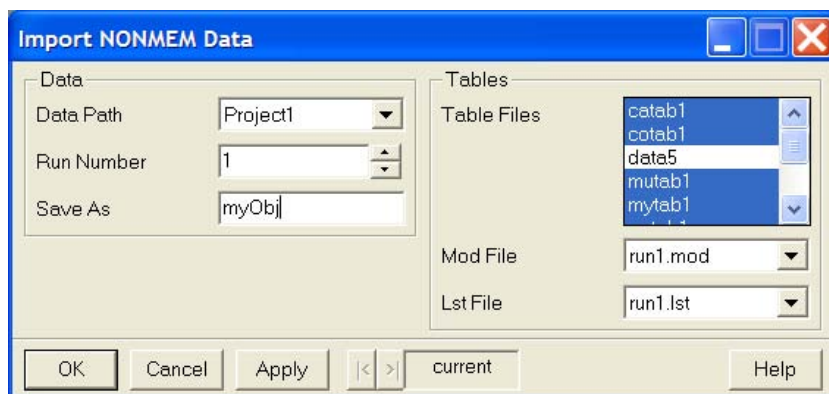 Import NONMEM Data
Data
Data Path
Project1
Run Number
1
Save As
myObj
Tables
Table Files
catab1
cotab1
data5
mutab1
mytab1
Mod File
run1.mod
Lst File
run1.lst
OK
Cancel
Apply
|<
>|
current
Help